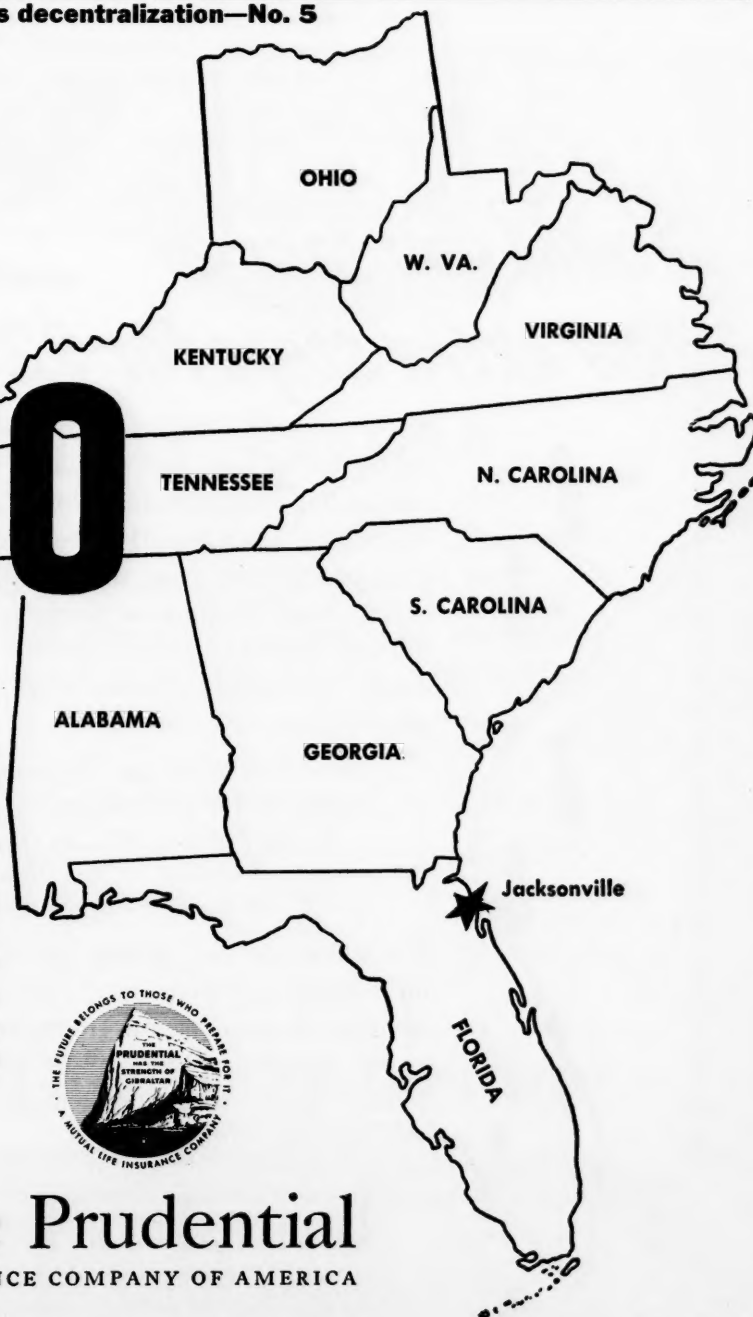 s decentralization—No. 5
OHIO
W. VA.
VIRGINIA
KENTUCKY
TENNESSEE
N. CAROLINA
S. CAROLINA
ALABAMA
GEORGIA
Jacksonville
FLORIDA
THE FUTURE BELONGS TO THOSE WHO PREPARE FOR IT
THE
PRUDENTIAL
HAS THE
STRENGTH OF
GIBRALTAR
A MUTUAL LIFE INSURANCE COMPANY
Prudential
NCE COMPANY OF AMERICA